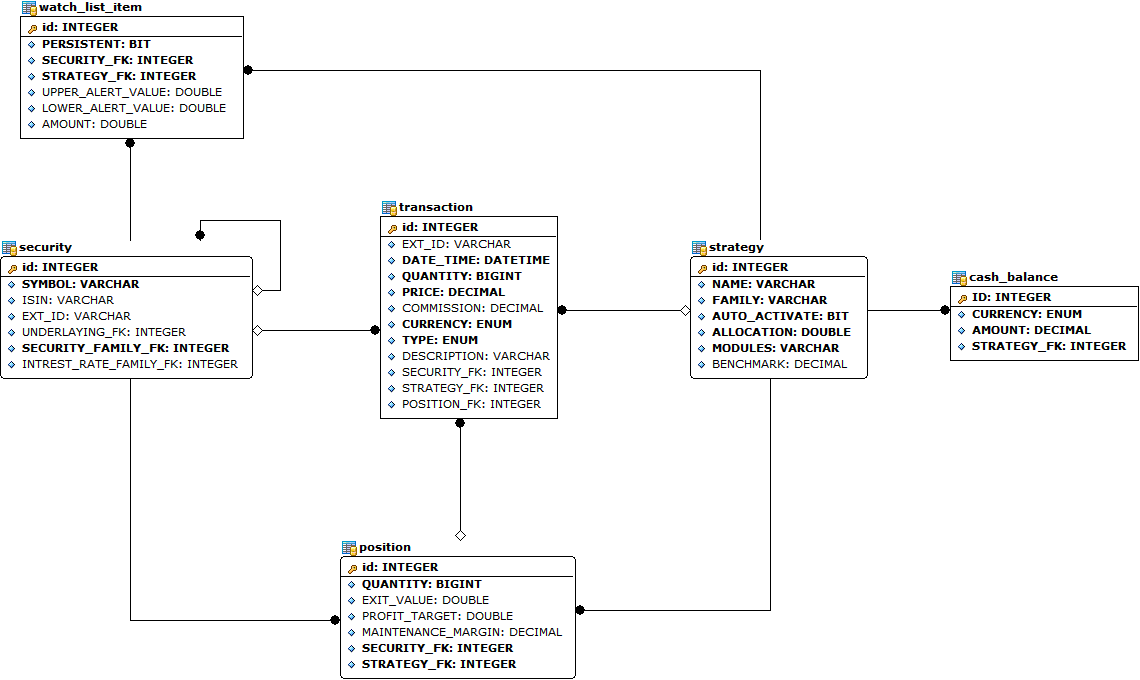 watch_list_item
id: INTEGER
PERSISTENT: BIT
SECURITY_FK: INTEGER
STRATEGY_FK: INTEGER
UPPER_ALERT_VALUE: DOUBLE
LOWER_ALERT_VALUE: DOUBLE
AMOUNT: DOUBLE
security
id: INTEGER
SYMBOL: VARCHAR
ISIN: VARCHAR
EXT_ID: VARCHAR
UNDERLAYING_FK: INTEGER
SECURITY_FAMILY_FK: INTEGER
INTREST_RATE_FAMILY_FK: INTEGER
transaction
id: INTEGER
EXT_ID: VARCHAR
DATE_TIME: DATETIME
QUANTITY: BIGINT
PRICE: DECIMAL
COMMISSION: DECIMAL
CURRENCY: ENUM
TYPE: ENUM
DESCRIPTION: VARCHAR
SECURITY_FK: INTEGER
STRATEGY_FK: INTEGER
POSITION_FK: INTEGER
strategy
id: INTEGER
NAME: VARCHAR
FAMILY: VARCHAR
AUTO_ACTIVATE: BIT
ALLOCATION: DOUBLE
MODULES: VARCHAR
BENCHMARK: DECIMAL
cash_balance
ID: INTEGER
CURRENCY: ENUM
AMOUNT: DECIMAL
STRATEGY_FK: INTEGER
position
id: INTEGER
QUANTITY: BIGINT
EXIT_VALUE: DOUBLE
PROFIT_TARGET: DOUBLE
MAINTENANCE_MARGIN: DECIMAL
SECURITY_FK: INTEGER
STRATEGY_FK: INTEGER